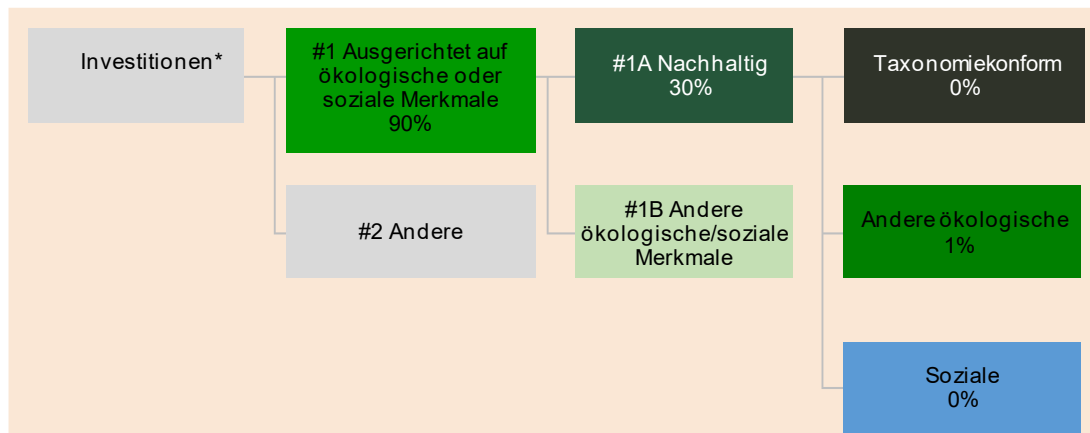 Investitionen*
#1 Ausgerichtet auf
ökologische oder
soziale Merkmale
90%
#2 Andere
#1A Nachhaltig
30%
#1B Andere
ökologische/soziale
Merkmale
Taxonomiekonform
0%
Andere ökologische
1%
Soziale
0%